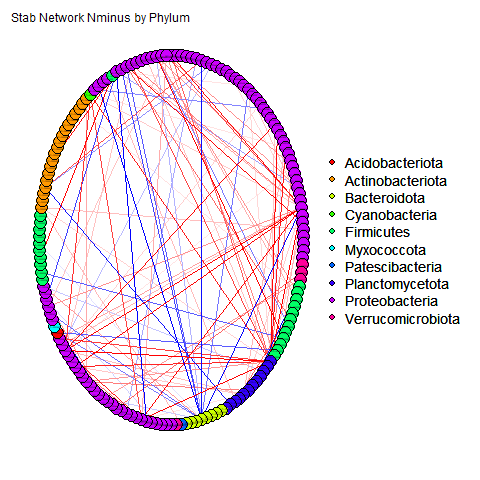 Stab Network Nminus by Phylum
Acidobacteriota
Actinobacteriota
Bacteroidota
Cyanobacteria
Firmicutes
Myxococcota
Patescibacteria
Planctomycetota
Proteobacteria
Verrucomicrobiota